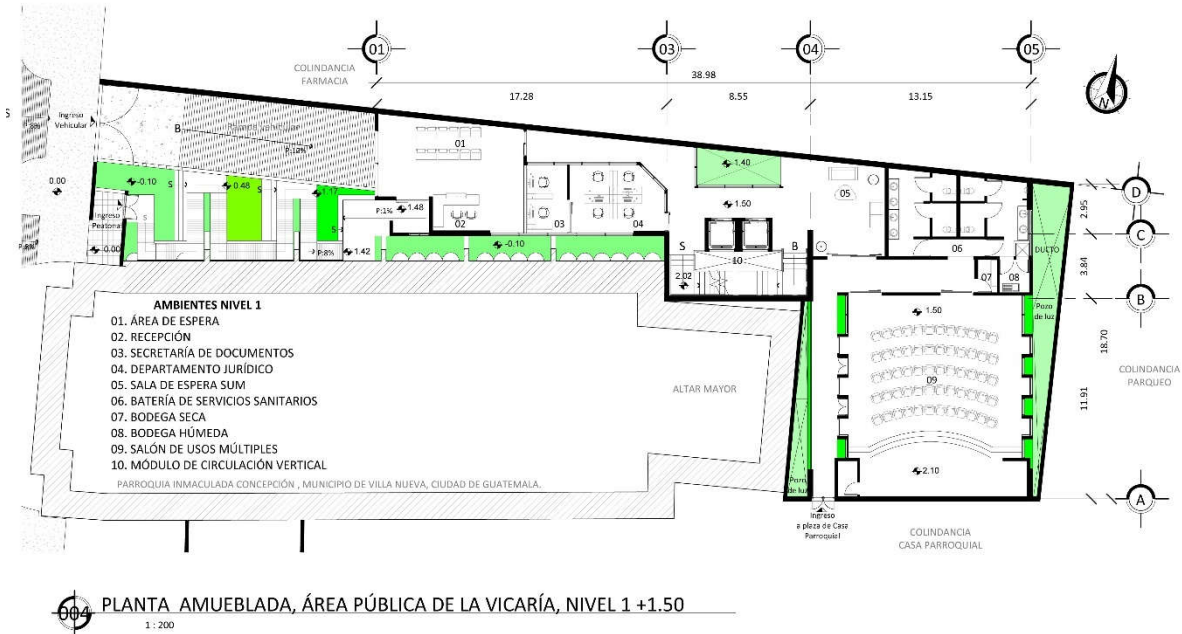 01
03
04
05
COLINDANCIA
FARMACIA
38.98
17.28
8.55
13.15
N
Ingreso
Vehicular
B
P:12%
01
1.40
05
D
2.95
0.00
-0.10
S
0.48
S
1.17
P:1%
1.48
02
03
04
1.50
C
Ingreso
Peatonal
S
S
0.00
P:8%
1.42
-0.10
S
B
10
2.02
06
07
08
DUCTO
3.84
B
Pozo
de luz
1.50
18.70
COLINDANCIA
PARQUEO
AMBIENTES NIVEL 1
01. ÁREA DE ESPERA
02. RECEPCIÓN
03. SECRETARÍA DE DOCUMENTOS
04. DEPARTAMENTO JURÍDICO
05. SALA DE ESPERA SUM
06. BATERÍA DE SERVICIOS SANITARIOS
07. BODEGA SECA
08. BODEGA HÚMEDA
09. SALÓN DE USOS MÚLTIPLES
10. MÓDULO DE CIRCULACIÓN VERTICAL
PARROQUIA INMACULADA CONCEPCIÓN , MUNICIPIO DE VILLA NUEVA, CIUDAD DE GUATEMALA.
ALTAR MAYOR
09
11.91
2.10
Pozo
de luz
A
Ingreso
a plaza de Casa
Parroquial
COLINDANCIA
CASA PARROQUIAL
004
PLANTA AMUEBLADA, ÁREA PÚBLICA DE LA VICARÍA, NIVEL 1 +1.50
1 : 200